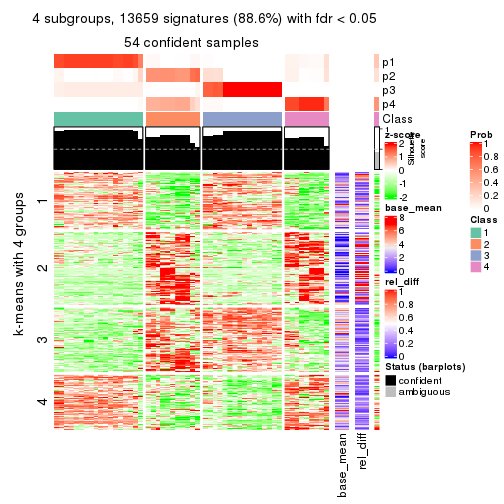 4 subgroups, 13659 signatures (88.6%) with fdr < 0.05
54 confident samples
p1
p2
p3
p4
Class
1
Silhouette
score
k-means with 4 groups
1
2
3
4
base_mean
rel_diff
z-score
2
1
0
-1
-2
base_mean
8
6
4
2
0
rel_diff
1
0.8
0.6
0.4
0.2
0
Status (barplots)
confident
ambiguous
Prob
1
0.8
0.6
0.4
0.2
0
Class
1
2
3
4